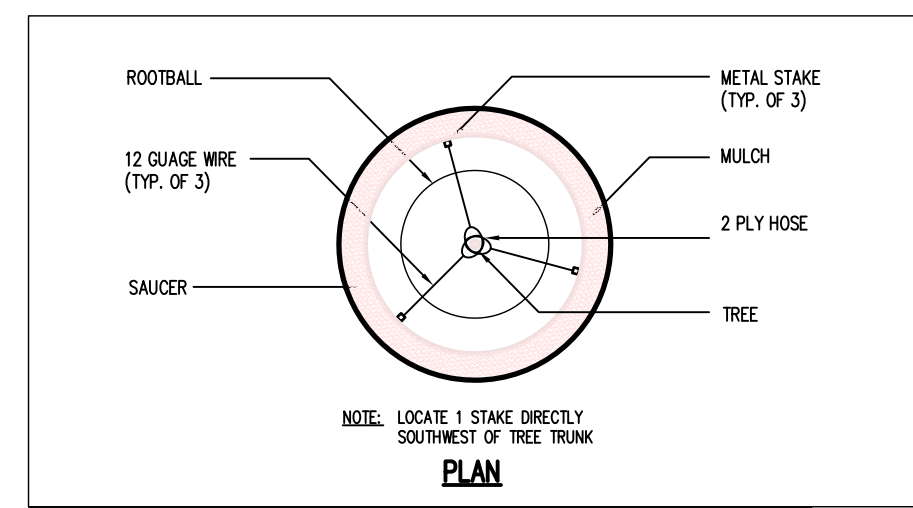 ROOTBALL
METAL STAKE
(TYP. OF 3)
12 GUAGE WIRE
(TYP. OF 3)
MULCH
2 PLY HOSE
SAUCER
TREE
NOTE: LOCATE 1 STAKE DIRECTLY
SOUTHWEST OF TREE TRUNK
PLAN